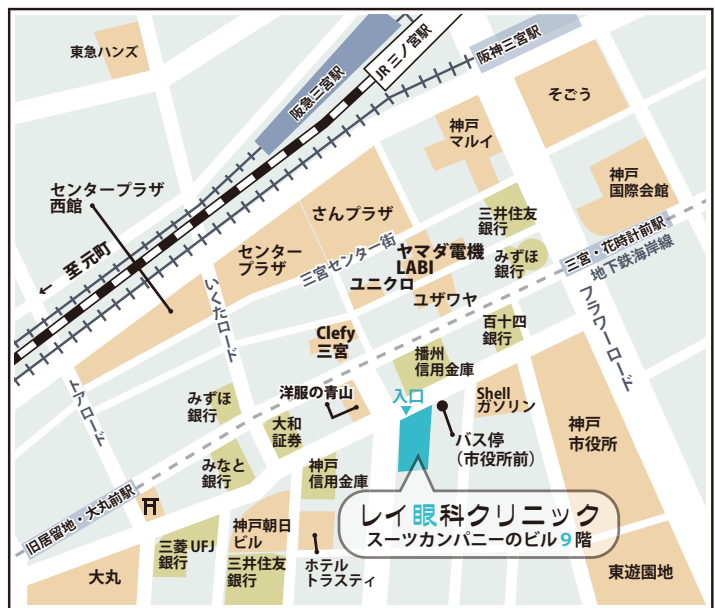 東急ハンズ
阪急三宮駅
JR 三ノ宮駅
阪神三宮駅
そごう
神戸
マルイ
神戸
国際会館
センタープラザ
西館
さんプラザ
三井住友
銀行
センター
プラザ
三宮センター街
ヤマダ電機
LABI
みずほ
銀行
三宮・花時計前駅
地下鉄海岸線
← 至 元町
ユニクロ
ユザワヤ
いくたロード
フラワーロード
Clefy
三宮
百十四
銀行
播州
信用金庫
トアロード
みずほ
銀行
洋服の青山
入口
Shell
ガソリン
大和
証券
神戸
市役所
バス停
（市役所前）
みなと
銀行
神戸
信用金庫
旧居留地・大丸前駅
レイ眼科クリニック
スーツカンパニーのビル9階
神戸朝日
ビル
三菱 UFJ
銀行
三井住友
銀行
ホテル
トラスティ
大丸
東遊園地